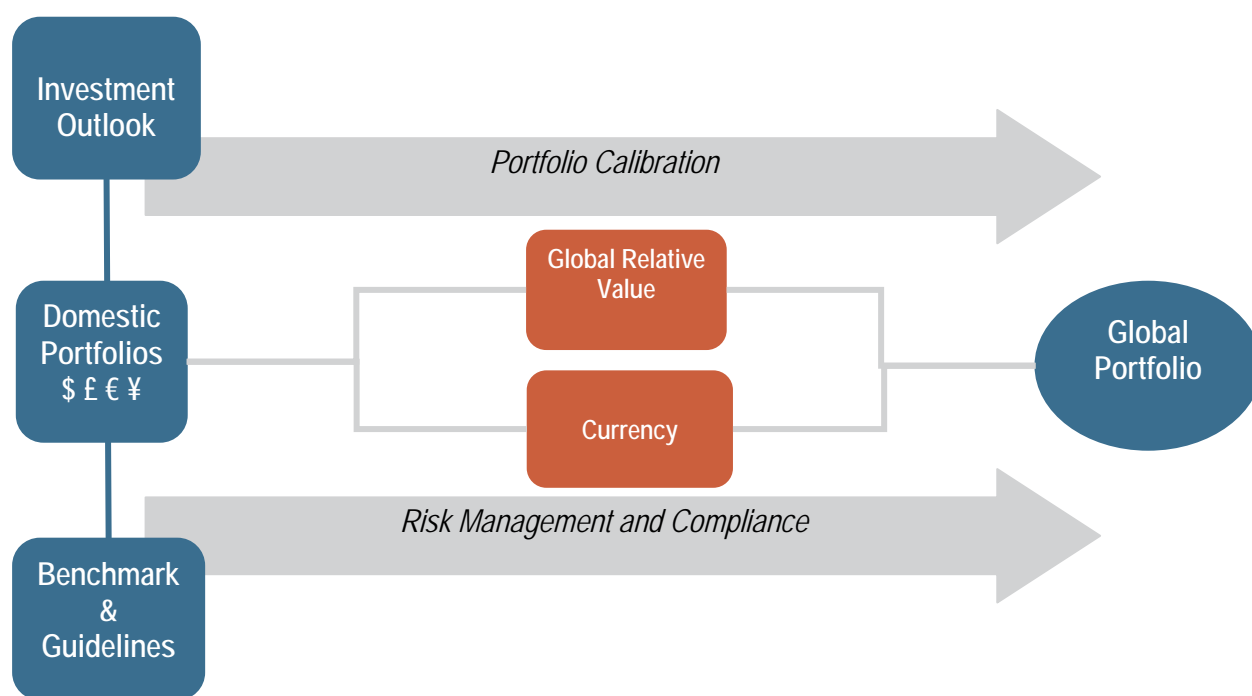 Investment
Outlook
Portfolio Calibration
Global Relative
Value
Domestic
Portfolios
$ £ € ¥
Global
Portfolio
Currency
Risk Management and Compliance
Benchmark
&
Guidelines